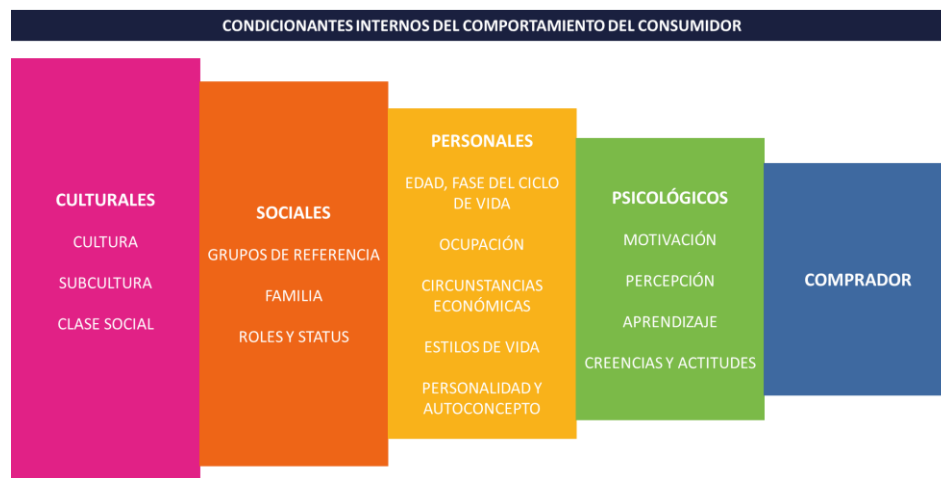 CONDICIONANTES INTERNOS DEL COMPORTAMIENTO DEL CONSUMIDOR
CULTURALES
CULTURA
SUBCULTURA
CLASE SOCIAL
SOCIALES
GRUPOS DE REFERENCIA
FAMILIA
ROLES Y STATUS
PERSONALES
EDAD, FASE DEL CICLO
DE VIDA
OCUPACIÓN
CIRCUNSTANCIAS
ECONÓMICAS
ESTILOS DE VIDA
PERSONALIDAD Y
AUTOCONCEPTO
PSICOLÓGICOS
MOTIVACIÓN
PERCEPCIÓN
APRENDIZAJE
CREENCIAS Y ACTITUDES
COMPRADOR